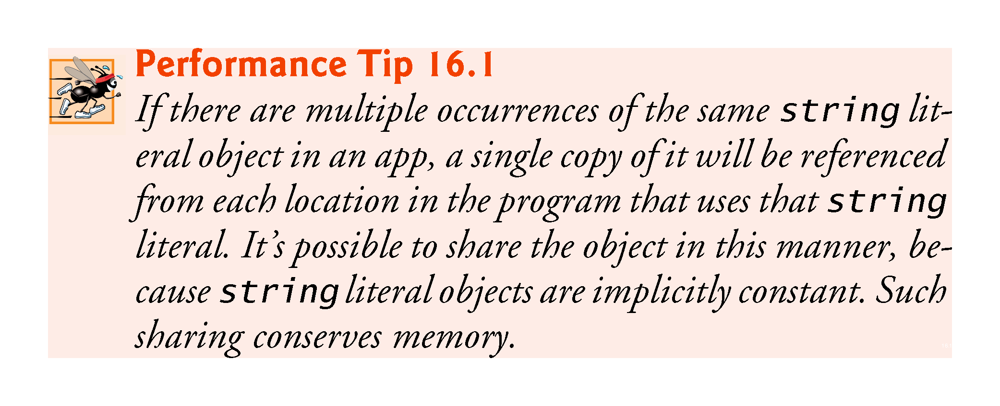 Performance Tip 16.1
If there are multiple occurrences of the same string lit-
eral object in an app, a single copy of it will be referenced
from each location in the program that uses that string
literal. It’s possible to share the object in this manner, be-
cause string literal objects are implicitly constant. Such
sharing conserves memory.
16.1